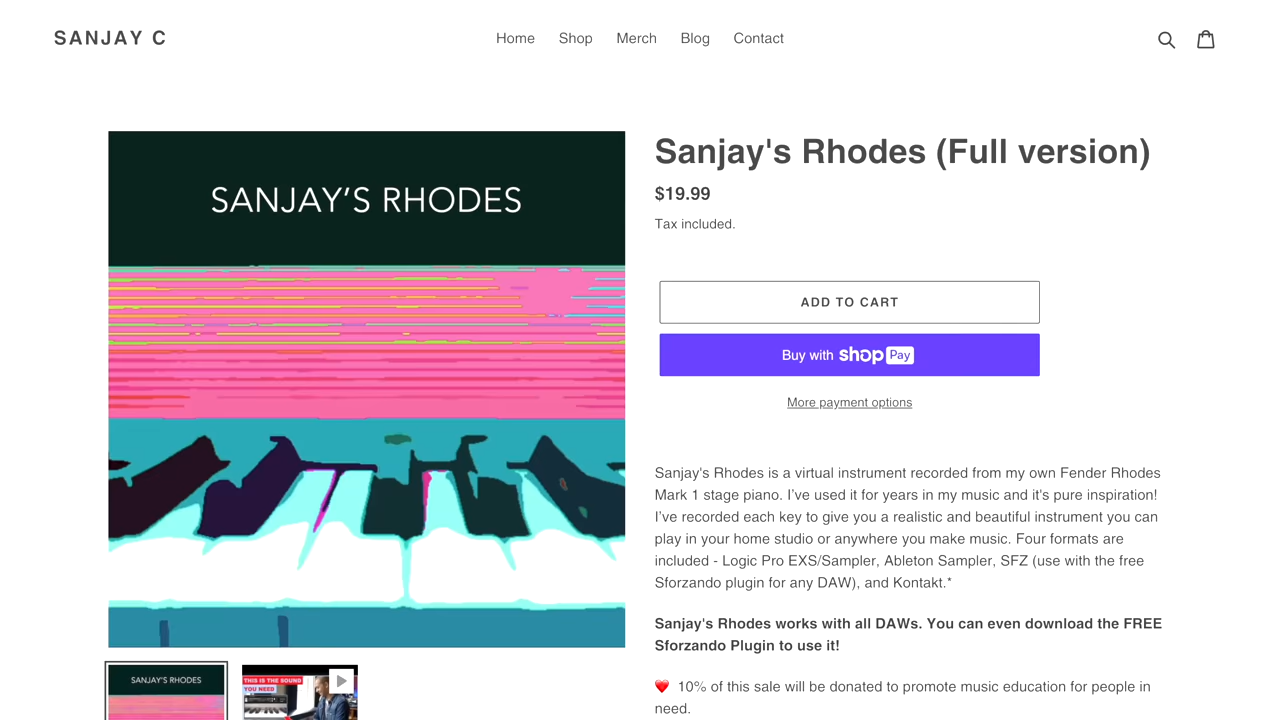 SANJAY C
Home Shop Merch Blog Contact
SANJAY'S RHODES
Sanjay's Rhodes (Full version)
$19.99
Tax included.
ADD TO CART
Buy with shop Pay
More payment options
Sanjay's Rhodes is a virtual instrument recorded from my own Fender Rhodes
Mark 1 stage piano. I've used it for years in my music and it's pure inspiration!
I've recorded each key to give you a realistic and beautiful instrument you can
play in your home studio or anywhere you make music. Four formats are
included - Logic Pro EXS/Sampler, Ableton Sampler, SFZ (use with the free
Sforzando plugin for any DAW), and Kontakt.*
Sanjay's Rhodes works with all DAWs. You can even download the FREE
Sforzando Plugin to use it!
❤️ 10% of this sale will be donated to promote music education for people in
need.
SANJAY'S RHODES
THIS IS THE SOUND
YOU NEED